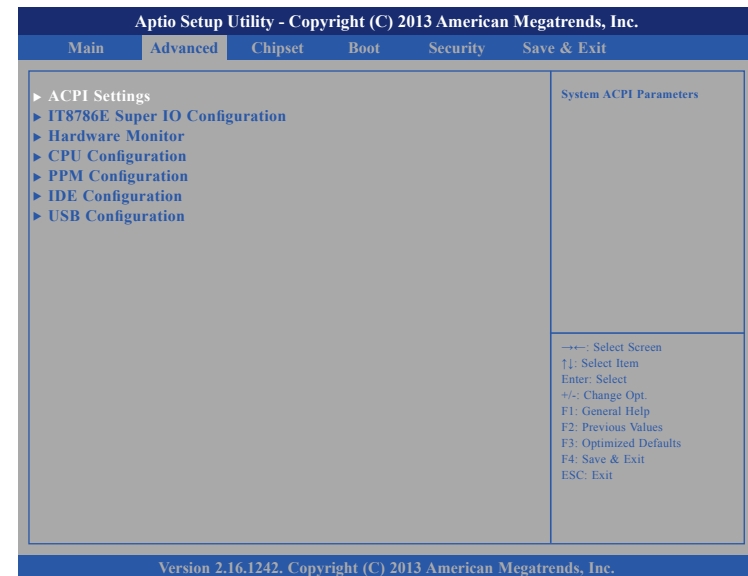 Aptio Setup Utility - Copyright (C) 2013 American Megatrends, Inc.
Main Advanced Chipset Boot Security Save & Exit
▶ ACPI Settings
▶ IT8786E Super IO Configuration
▶ Hardware Monitor
▶ CPU Configuration
▶ PPM Configuration
▶ IDE Configuration
▶ USB Configuration
System ACPI Parameters
→←: Select Screen
↑↓: Select Item
Enter: Select
+/-: Change Opt.
F1: General Help
F2: Previous Values
F3: Optimized Defaults
F4: Save & Exit
ESC: Exit
Version 2.16.1242. Copyright (C) 2013 American Megatrends, Inc.